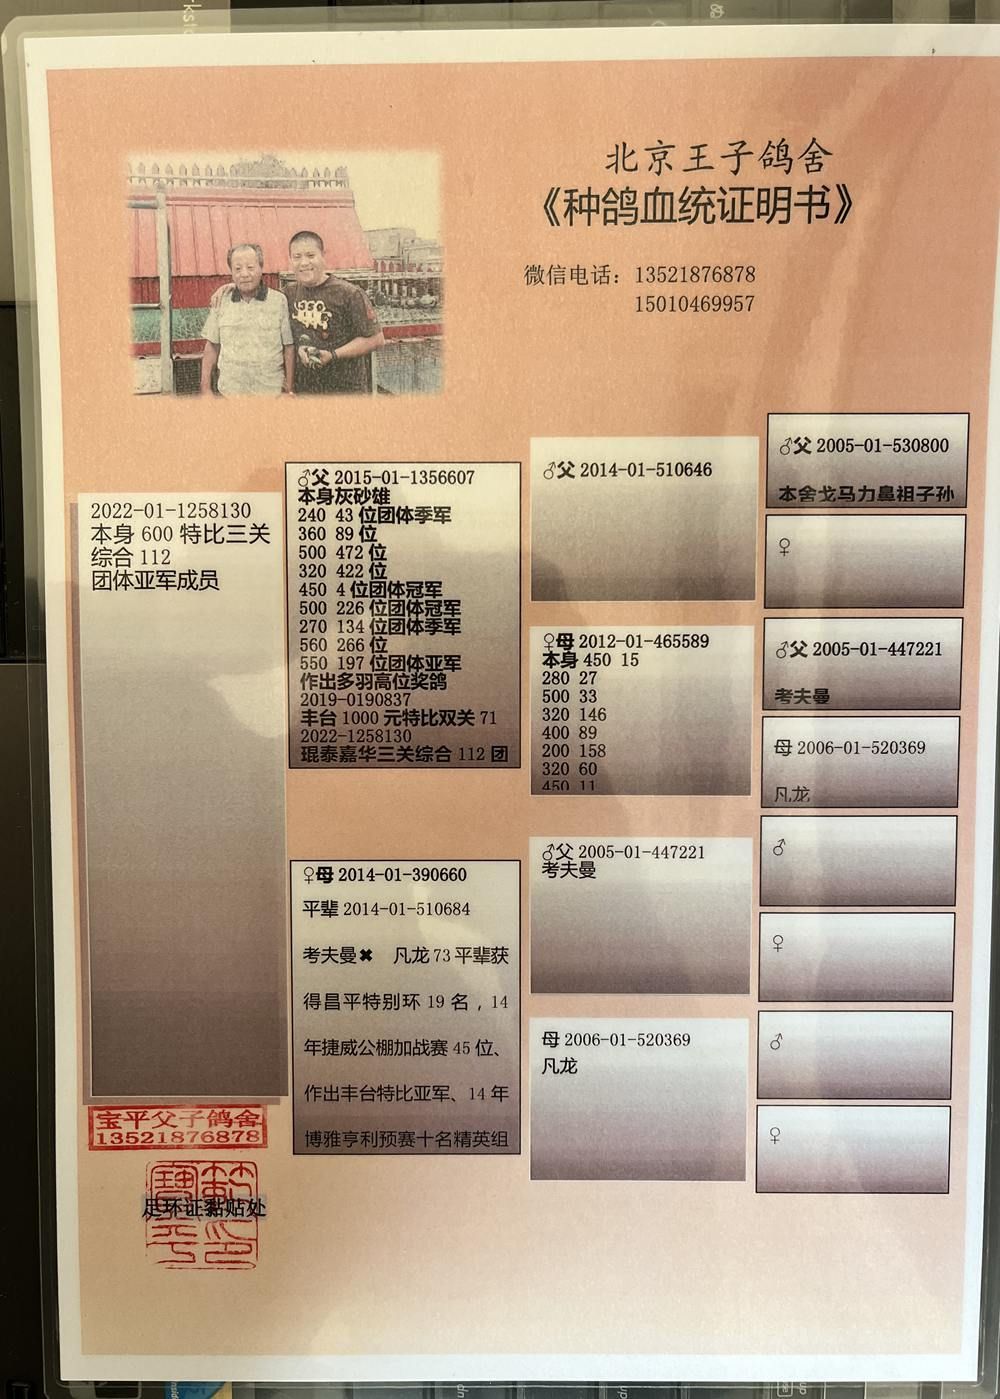 北京王子鸽舍
《种鸽血统证明书》
微信电话：13521876878
15010469957
2022-01-1258130
本身 600 特比三关
综合 112
团体亚军成员
♂父 2015-01-1356607
本身灰砂雄
240 43 位团体季军
360 89 位
500 472 位
320 422 位
450 4 位团体冠军
500 226 位团体冠军
270 134 位团体季军
560 266 位
550 197 位团体亚军
作出多羽高位奖鸽
2019-0190837
丰台 1000 元特比双关 71
2022-1258130
琨泰嘉华三关综合 112 团
♀母 2014-01-390660
平辈 2014-01-510684
考夫曼✖ 凡龙 73 平辈获
得昌平特别环 19 名，14
年捷威公棚加战赛 45 位、
作出丰台特比亚军、14 年
博雅亨利预赛十名精英组
♂父 2014-01-510646
♀母 2012-01-465589
本身 450 15
280 27
500 33
320 146
400 89
200 158
320 60
450 11
♂父 2005-01-447221
考夫曼
母 2006-01-520369
凡龙
♂父 2005-01-530800
本舍戈马力鼻祖子孙
♀
♂父 2005-01-447221
考夫曼
母 2006-01-520369
凡龙
♂
♀
♂
♀
宝平父子鸽舍
13521876878
足环证黏贴处